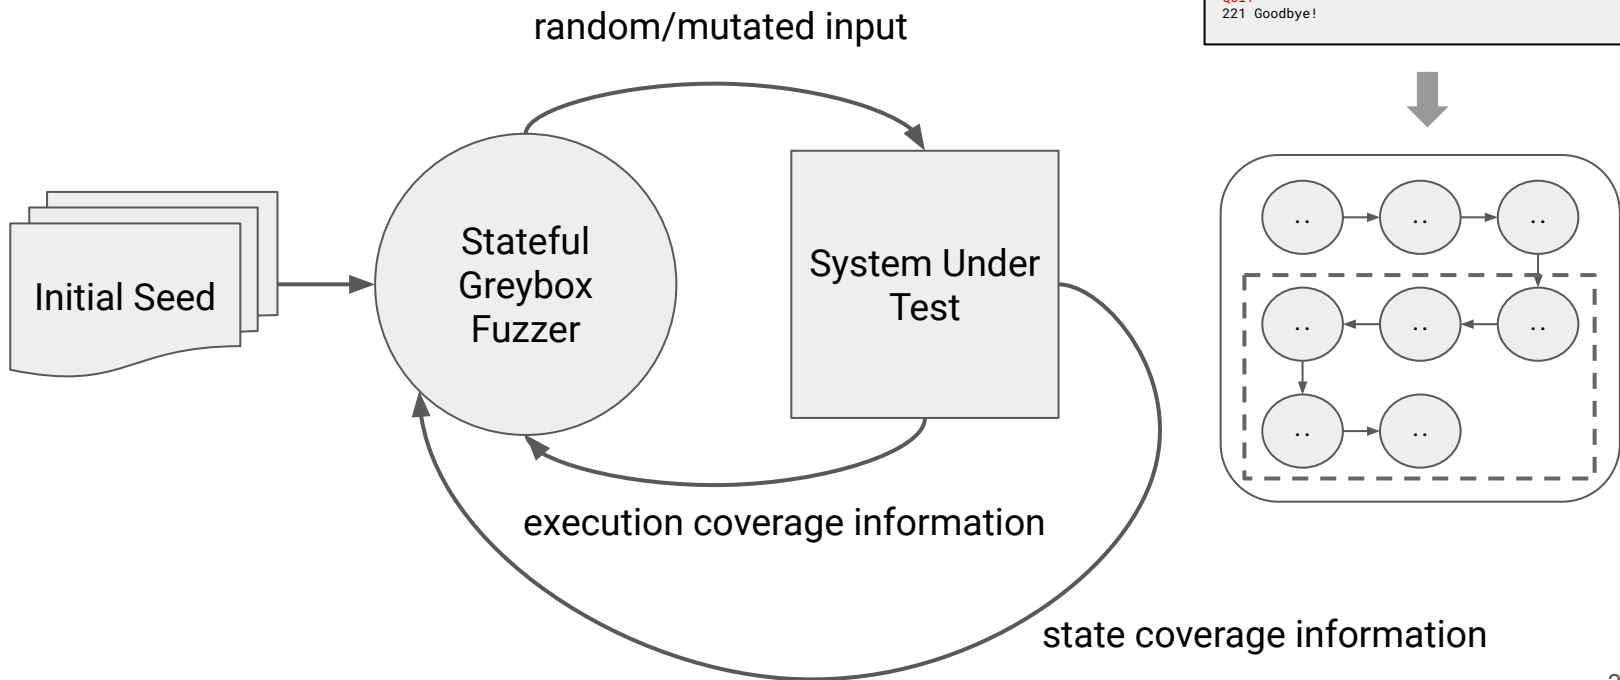 random/mutated input
221 Goodbye!
Initial Seed
Stateful
Greybox
Fuzzer
System Under
Test
..
..
..
..
..
..
..
..
execution coverage information
state coverage information